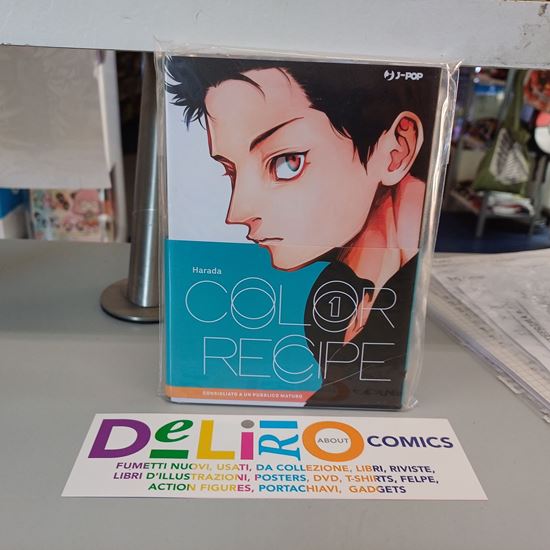 J-POP
Harada
COLOR
1
RECIPE
CONSIGLIATO A UN PUBBLICO MATURO
DeLiRiO
ABOUT
COMICS
FUMETTI NUOVI, USATI, DA COLLEZIONE, LIBRI, RIVISTE,
LIBRI D'ILLUSTRAZIONI, POSTERS, DVD, T-SHIRTS, FELPE,
ACTION FIGURES, PORTACHIAVI, GADGETS